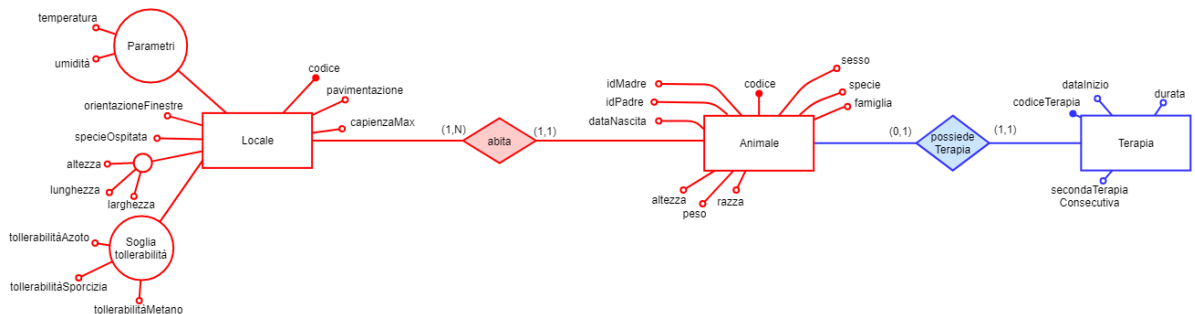 temperatura
Parametri
umidità
codice
pavimentazione
orientazioneFinestre
capienzaMax
specieOspitata
Locale
altezza
lunghezza
larghezza
Soglia
tollerabilità
tollerabilitàAzoto
tollerabilitàSporcizia
tollerabilitàMetano
(1,N)
abita
(1,1)
idMadre
idPadre
dataNascita
codice
sesso
specie
famiglia
Animale
altezza
peso
razza
(0,1)
possiede
Terapia
(1,1)
dataInizio
durata
codiceTerapia
Terapia
secondaTerapia
Consecutiva